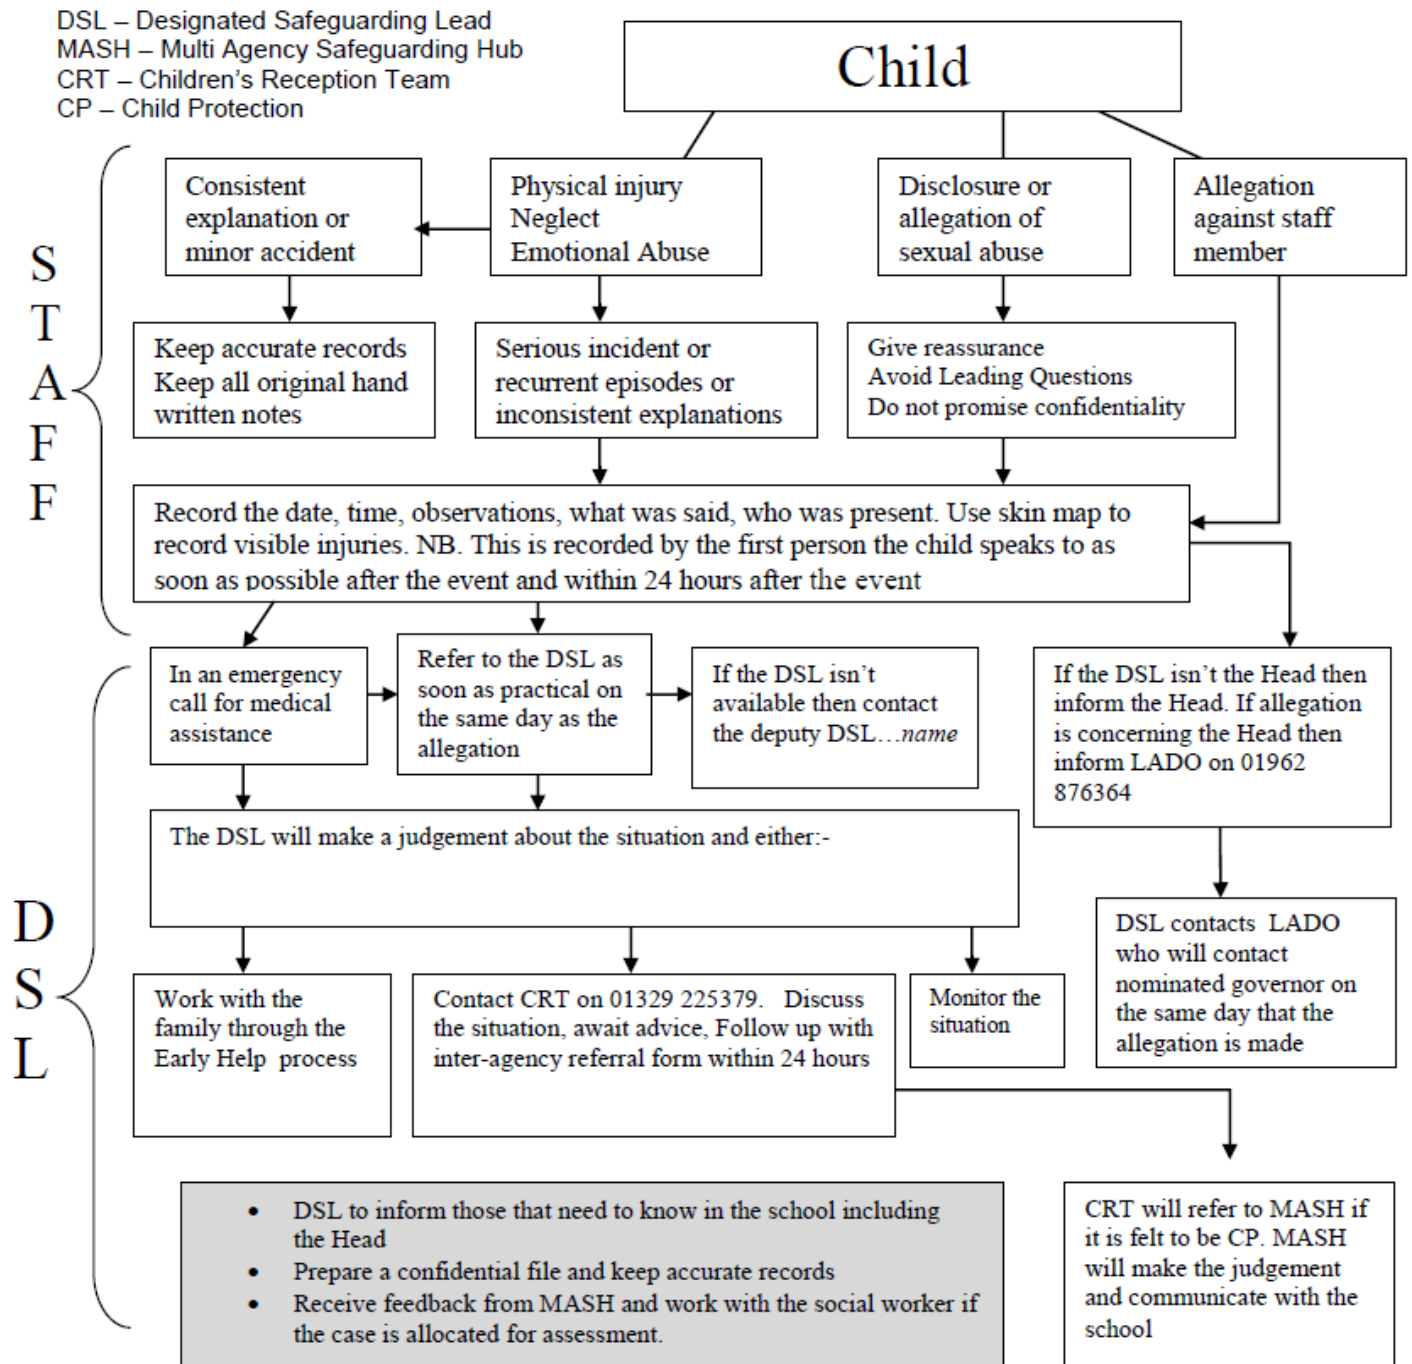 DSL – Designated Safeguarding Lead
MASH – Multi Agency Safeguarding Hub
CRT – Children's Reception Team
CP – Child Protection
Child
S
T
A
F
F
Consistent
explanation or
minor accident
Physical injury
Neglect
Emotional Abuse
Disclosure or
allegation of
sexual abuse
Allegation
against staff
member
Keep accurate records
Keep all original hand
written notes
Serious incident or
recurrent episodes or
inconsistent explanations
Give reassurance
Avoid Leading Questions
Do not promise confidentiality
Record the date, time, observations, what was said, who was present. Use skin map to
record visible injuries. NB. This is recorded by the first person the child speaks to as
soon as possible after the event and within 24 hours after the event
D
S
L
In an emergency
call for medical
assistance
Refer to the DSL as
soon as practical on
the same day as the
allegation
If the DSL isn't
available then contact
the deputy DSL…name
If the DSL isn't the Head then
inform the Head. If allegation
is concerning the Head then
inform LADO on 01962
876364
The DSL will make a judgement about the situation and either:-
DSL contacts LADO
who will contact
nominated governor on
the same day that the
allegation is made
Work with the
family through the
Early Help process
Contact CRT on 01329 225379. Discuss
the situation, await advice, Follow up with
inter-agency referral form within 24 hours
Monitor the
situation
• DSL to inform those that need to know in the school including
the Head
• Prepare a confidential file and keep accurate records
• Receive feedback from MASH and work with the social worker if
the case is allocated for assessment.
CRT will refer to MASH if
it is felt to be CP. MASH
will make the judgement
and communicate with the
school